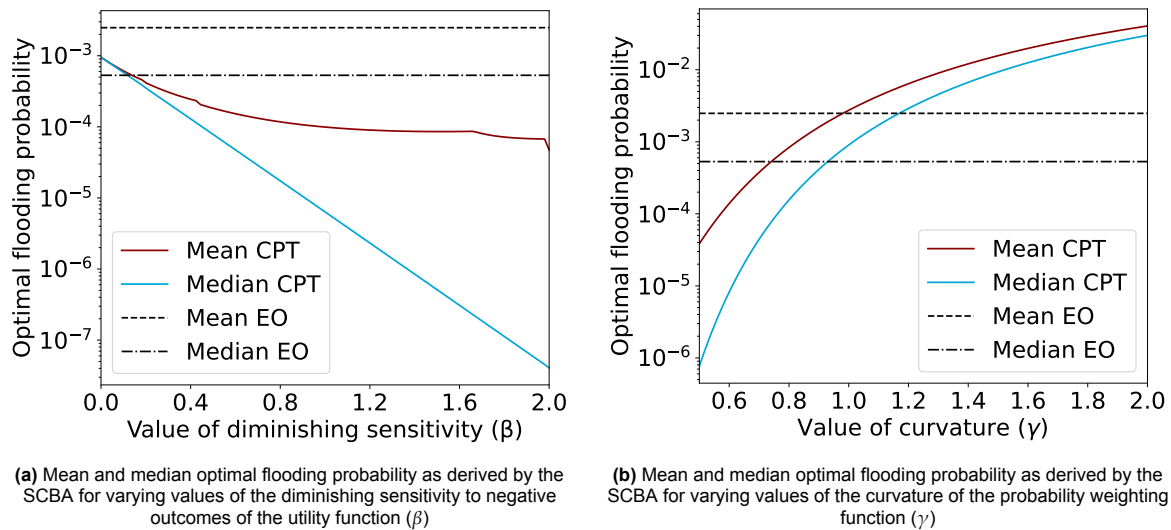 10⁻³
10⁻⁴
10⁻⁵
10⁻⁶
10⁻⁷
Optimal flooding probability
Mean CPT
Median CPT
Mean EO
Median EO
0.0 0.4 0.8 1.2 1.6 2.0
Value of diminishing sensitivity (β)
(a) Mean and median optimal flooding probability as derived by the
SCBA for varying values of the diminishing sensitivity to negative
outcomes of the utility function (β)
10⁻²
10⁻³
10⁻⁴
10⁻⁵
10⁻⁶
Optimal flooding probability
Mean CPT
Median CPT
Mean EO
Median EO
0.6 0.8 1.0 1.2 1.4 1.6 1.8 2.0
Value of curvature (γ)
(b) Mean and median optimal flooding probability as derived by the
SCBA for varying values of the curvature of the probability weighting
function (γ)